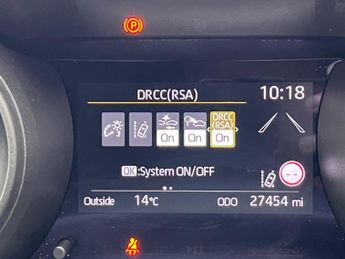 P
DRCC(RSA)
10:18
DRCC
(RSA)
On
On
On
OK:System ON/OFF
Outside 14°C ODO 27454 mi